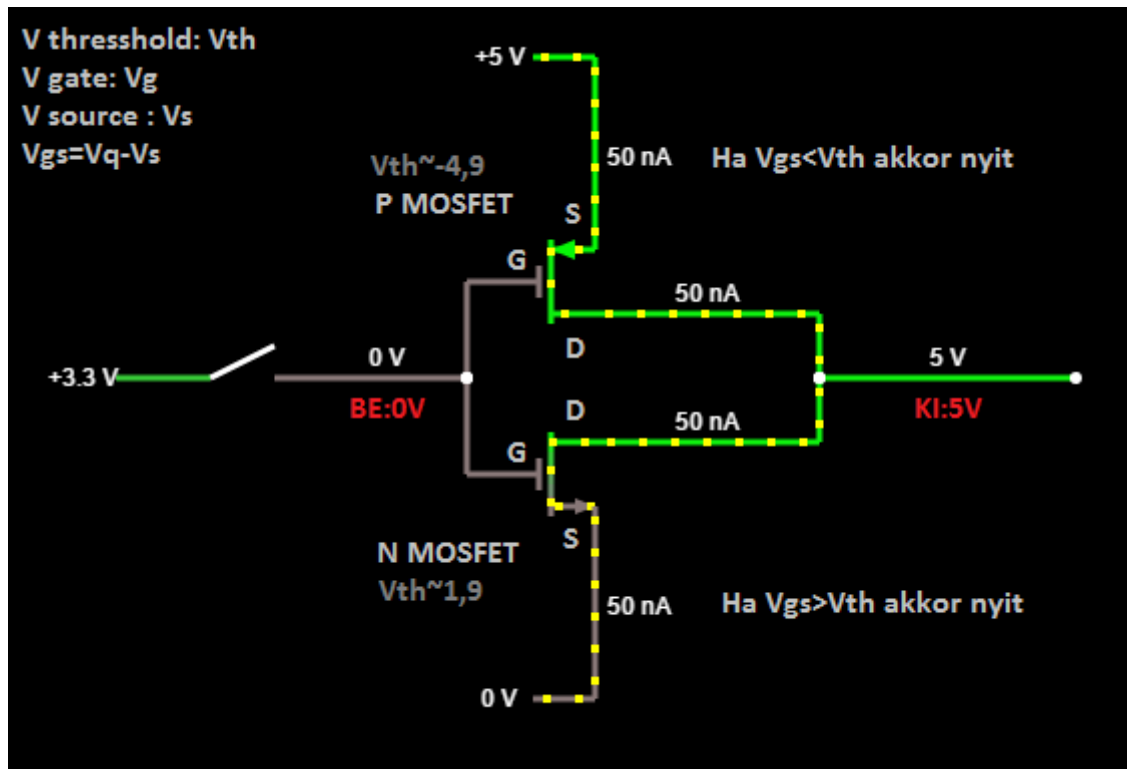 V thresshold: Vth
V gate: Vg
V source : Vs
Vgs=Vq-Vs
+5 V
50 nA
Ha Vgs<Vth akkor nyit
Vth~-4,9
P MOSFET
S
G
50 nA
D
+3.3 V
0 V
BE:0V
5 V
KI:5V
D
50 nA
G
S
N MOSFET
Vth~1,9
50 nA
Ha Vgs>Vth akkor nyit
0 V